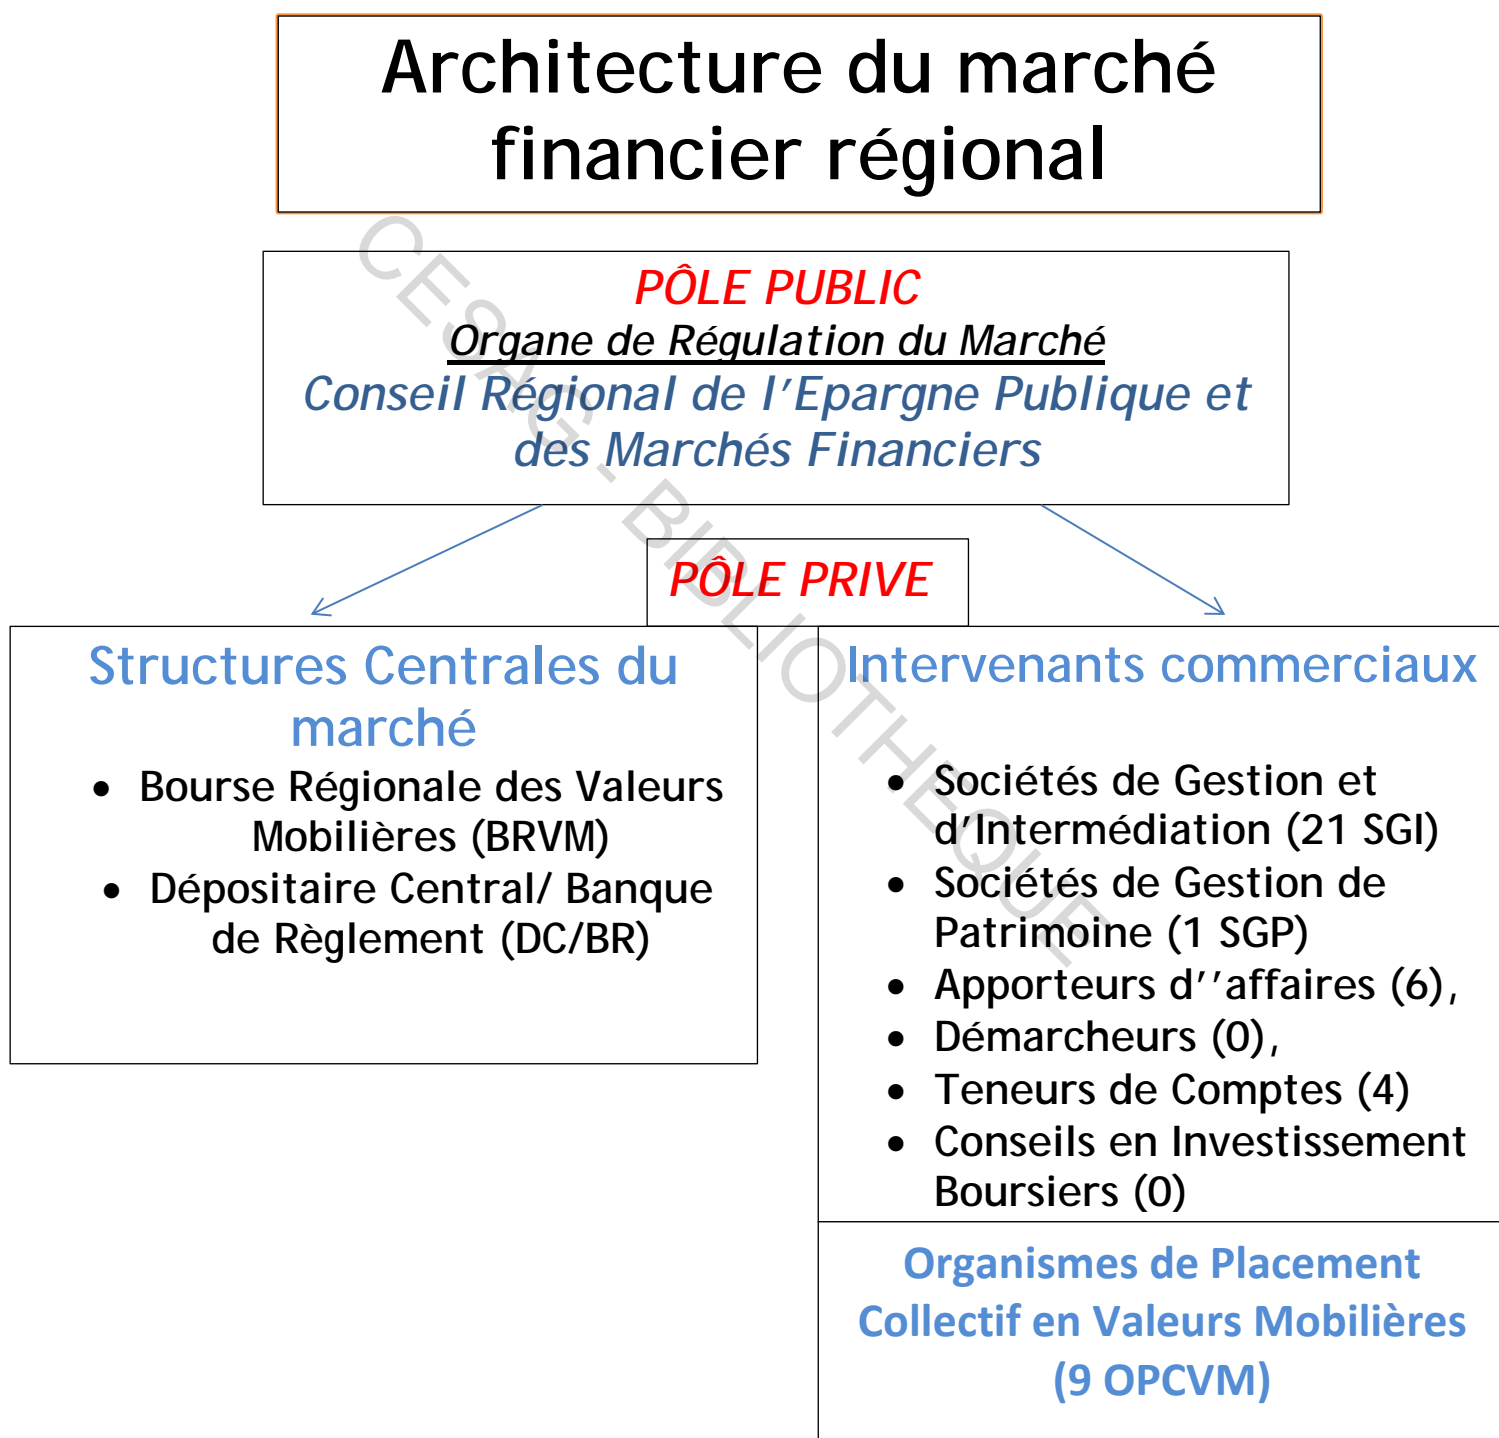 Architecture du marché
financier régional
PÔLE PUBLIC
Organe de Régulation du Marché
Conseil Régional de l'Epargne Publique et
des Marchés Financiers
PÔLE PRIVE
Structures Centrales du
marché
• Bourse Régionale des Valeurs
Mobilières (BRVM)
• Dépositaire Central/ Banque
de Règlement (DC/BR)
Intervenants commerciaux
• Sociétés de Gestion et
d'Intermédiation (21 SGI)
• Sociétés de Gestion de
Patrimoine (1 SGP)
• Apporteurs d''affaires (6),
• Démarcheurs (0),
• Teneurs de Comptes (4)
• Conseils en Investissement
Boursiers (0)
Organismes de Placement
Collectif en Valeurs Mobilières
(9 OPCVM)
CESAG - BIBLIOTHEQUE